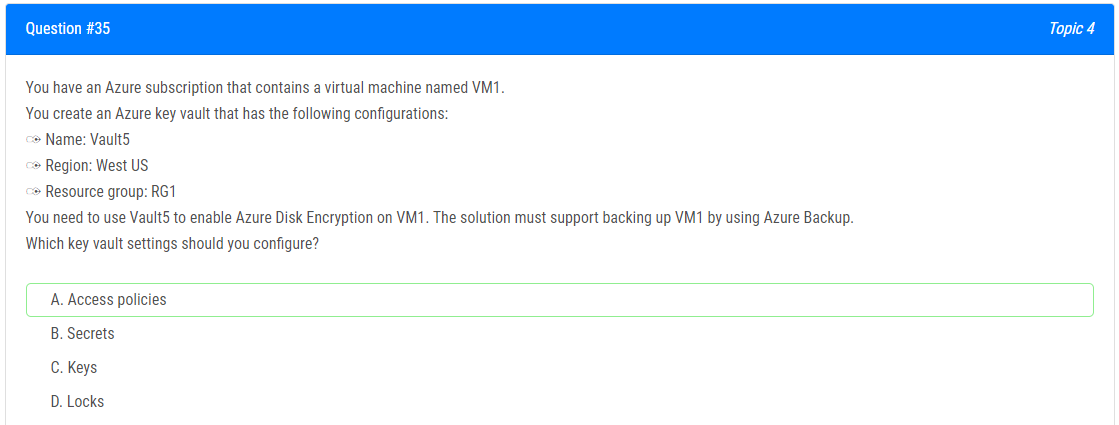 Question #35
Topic 4
You have an Azure subscription that contains a virtual machine named VM1.
You create an Azure key vault that has the following configurations:
Name: Vault5
Region: West US
Resource group: RG1
You need to use Vault5 to enable Azure Disk Encryption on VM1. The solution must support backing up VM1 by using Azure Backup.
Which key vault settings should you configure?
A. Access policies
B. Secrets
C. Keys
D. Locks